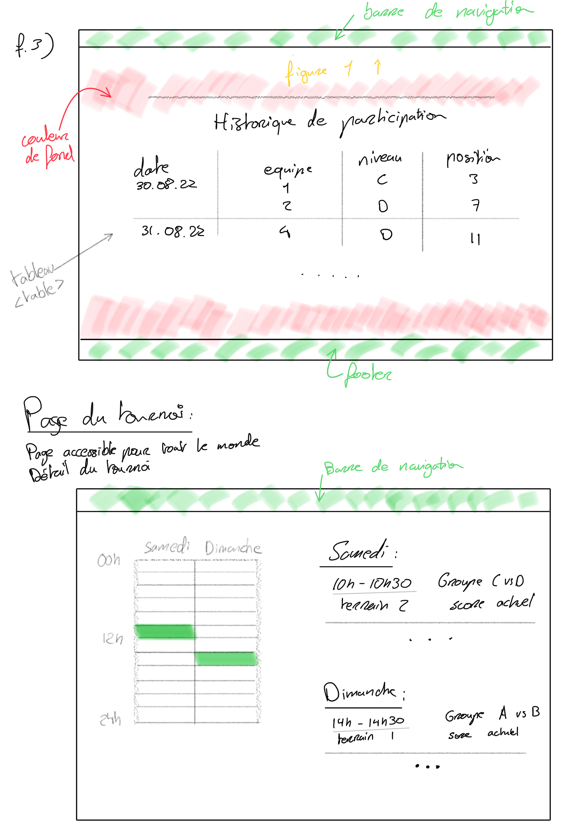 barre de navigation
f.3)
figure 1 1
couleur
de fond
Historique de participation
date equipe niveau position
30.08.22 1 C 3
2 D 7
31.08.22 4 D 11
tableau
<table>
. . . . .
footer
Page du tournoi :
Page accessible pour tout le monde
Détail du tournoi
Barre de navigation
Samedi Dimanche
00h
12h
24h
Samedi :
10h - 10h30 Groupe C vs D
terrain 2 score actuel
. . .
Dimanche :
14h - 14h30 Groupe A vs B
terrain 1 score actuel
...